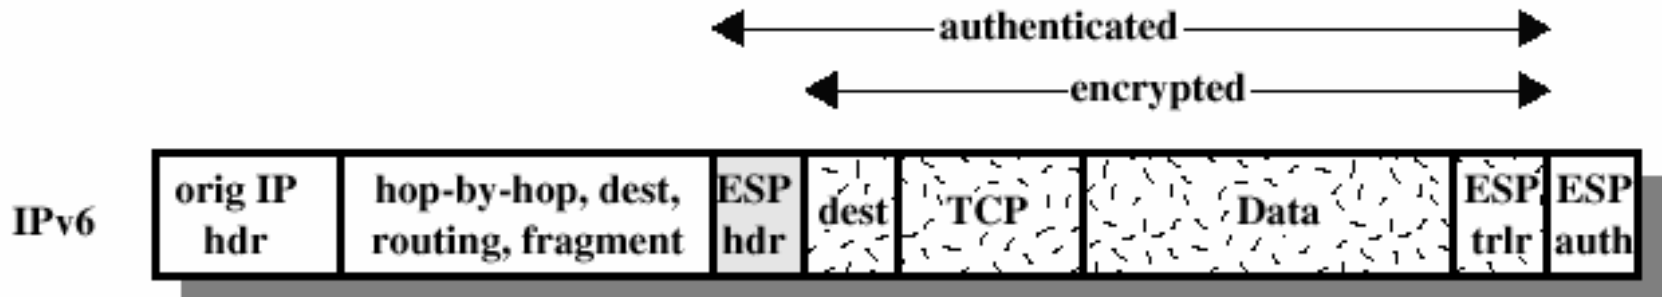 authenticated
encrypted
IPv6
orig IP
hdr
hop-by-hop, dest,
routing, fragment
ESP
hdr
dest
TCP
Data
ESP
trlr
ESP
auth